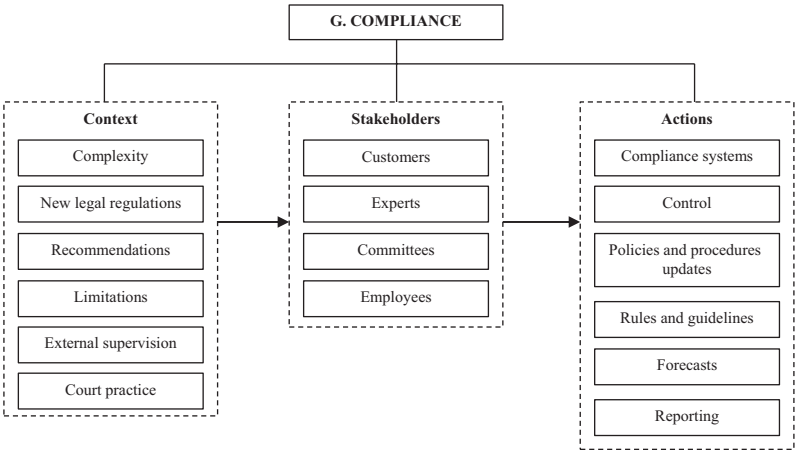 G. COMPLIANCE
Context
Complexity
New legal regulations
Recommendations
Limitations
External supervision
Court practice
Stakeholders
Customers
Experts
Committees
Employees
Actions
Compliance systems
Control
Policies and procedures
updates
Rules and guidelines
Forecasts
Reporting